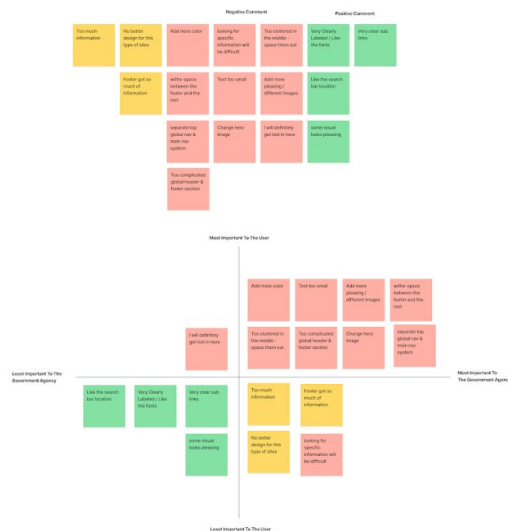 Negative Comment
Positive Comment
Too much
information
No better
design for this
type of sites
Add more color
looking for
specific
information will
be difficult
Too cluttered in
the middle -
space them out
Very Clearly
Labeled / Like
the fonts
Very clear sub
links
Footer got so
much of
information
withe space
between the
footer and the
rest
Text too small
Add more
pleasing /
different images
Like the search
bar location
separate top
global nav &
main nav
system
Change hero
image
I will definitely
get lost in here
some visual
looks pleasing
Too complicated
global header &
footer section
Most Important To The User
Add more color
Text too small
Add more
pleasing /
different images
withe space
between the
footer and the
rest
I will definitely
get lost in here
Too cluttered in
the middle -
space them out
Too complicated
global header &
footer section
Change hero
image
separate top
global nav &
main nav
system
Least Important To The
Government Agency
Most Important To
The Government Agency
Like the search
bar location
Very Clearly
Labeled / Like
the fonts
Very clear sub
links
Too much
information
Footer got so
much of
information
some visual
looks pleasing
No better
design for this
type of sites
looking for
specific
information will
be difficult
Least Important To The User